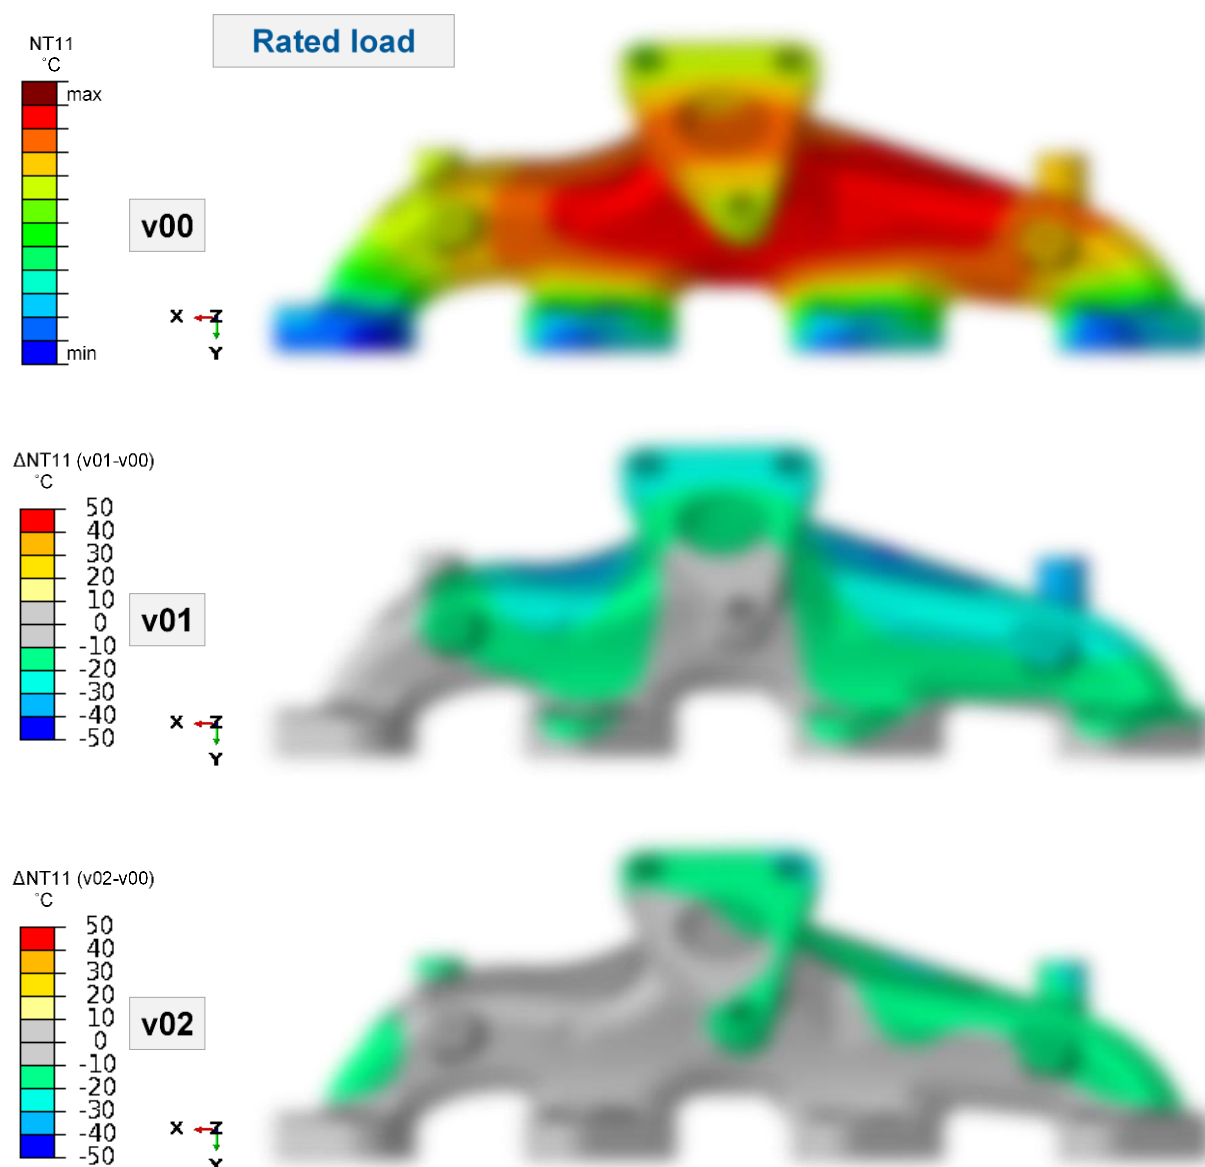 NT11
°C
Rated load
max
v00
X Z
min
Y
ΔNT11 (v01-v00)
°C
50
40
30
20
10
0
-10
-20
-30
-40
-50
v01
X Z
Y
ΔNT11 (v02-v00)
°C
50
40
30
20
10
0
-10
-20
-30
-40
-50
v02
X Z
Y